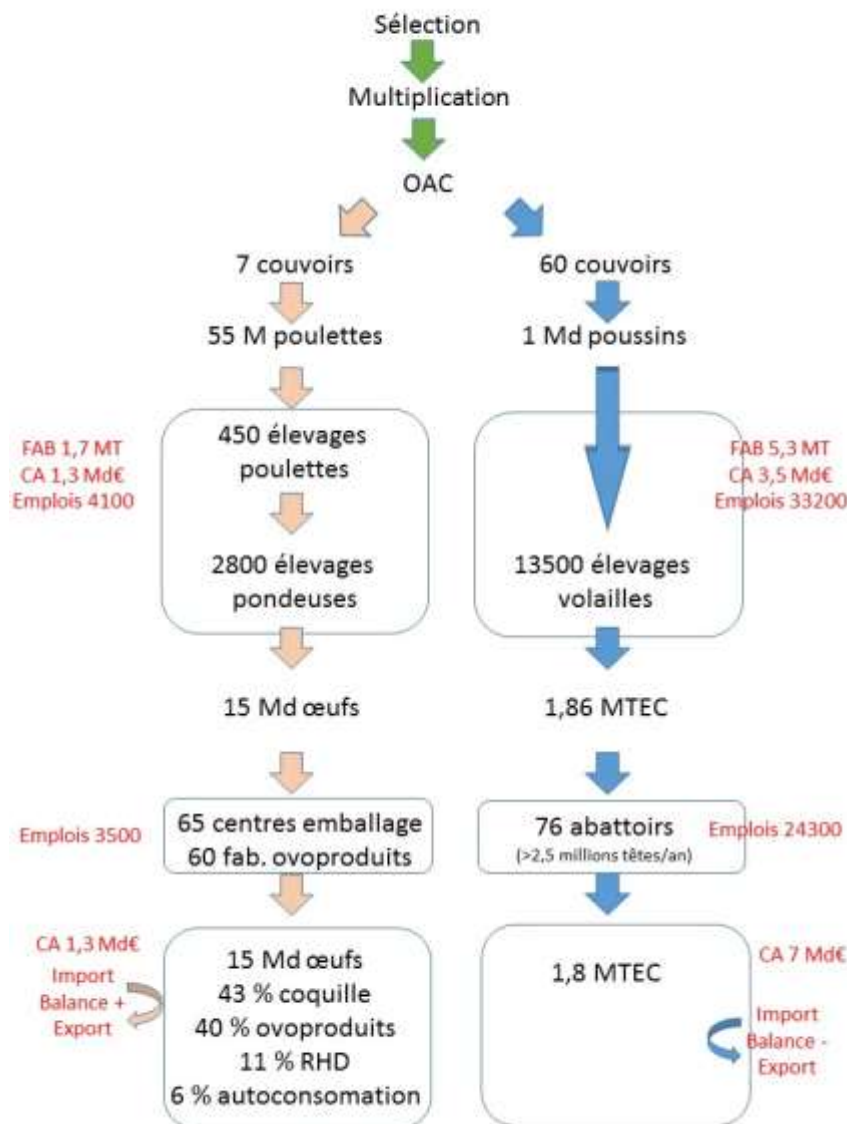 Sélection
Multiplication
OAC
7 couvoirs
60 couvoirs
55 M poulettes
1 Md poussins
FAB 1,7 MT
CA 1,3 Md€
Emplois 4100
450 élevages
poulettes
2800 élevages
pondeuses
13500 élevages
volailles
FAB 5,3 MT
CA 3,5 Md€
Emplois 33200
15 Md œufs
1,86 MTEC
Emplois 3500
65 centres emballage
60 fab. ovoproduits
76 abattoirs
(>2,5 millions têtes/an)
Emplois 24300
CA 1,3 Md€
Import
Balance +
Export
15 Md œufs
43 % coquille
40 % ovoproduits
11 % RHD
6 % autoconsomation
1,8 MTEC
CA 7 Md€
Import
Balance -
Export